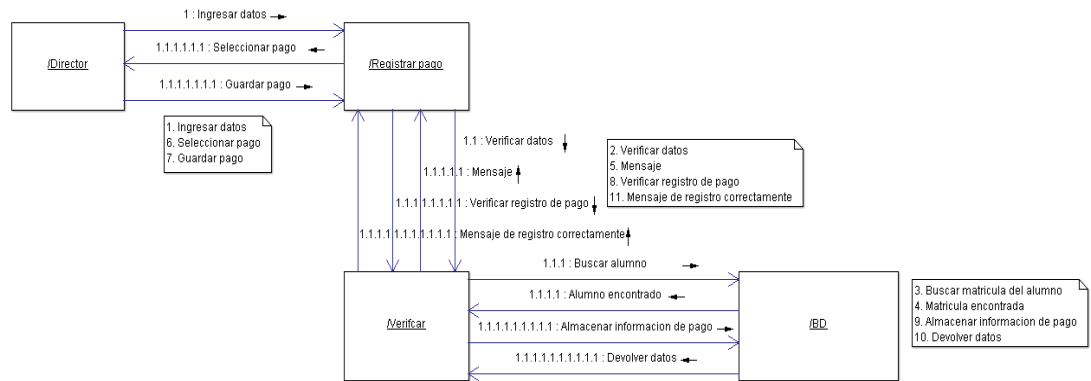 1 : Ingresar datos
/Director
1.1.1.1.1.1 : Seleccionar pago
/Registrar pago
1.1.1.1.1.1.1 : Guardar pago
1. Ingresar datos
6. Seleccionar pago
7. Guardar pago
1.1 : Verificar datos
1.1.1.1.1 : Mensaje
1.1.1.1.1.1.1.1 : Verificar registro de pago
1.1.1.1.1.1.1.1.1.1.1 : Mensaje de registro correctamente
2. Verificar datos
5. Mensaje
8. Verificar registro de pago
11. Mensaje de registro correctamente
/Verifcar
1.1.1 : Buscar alumno
1.1.1.1 : Alumno encontrado
1.1.1.1.1.1.1.1.1 : Almacenar informacion de pago
1.1.1.1.1.1.1.1.1.1 : Devolver datos
/BD
3. Buscar matricula del alumno
4. Matricula encontrada
9. Almacenar informacion de pago
10. Devolver datos